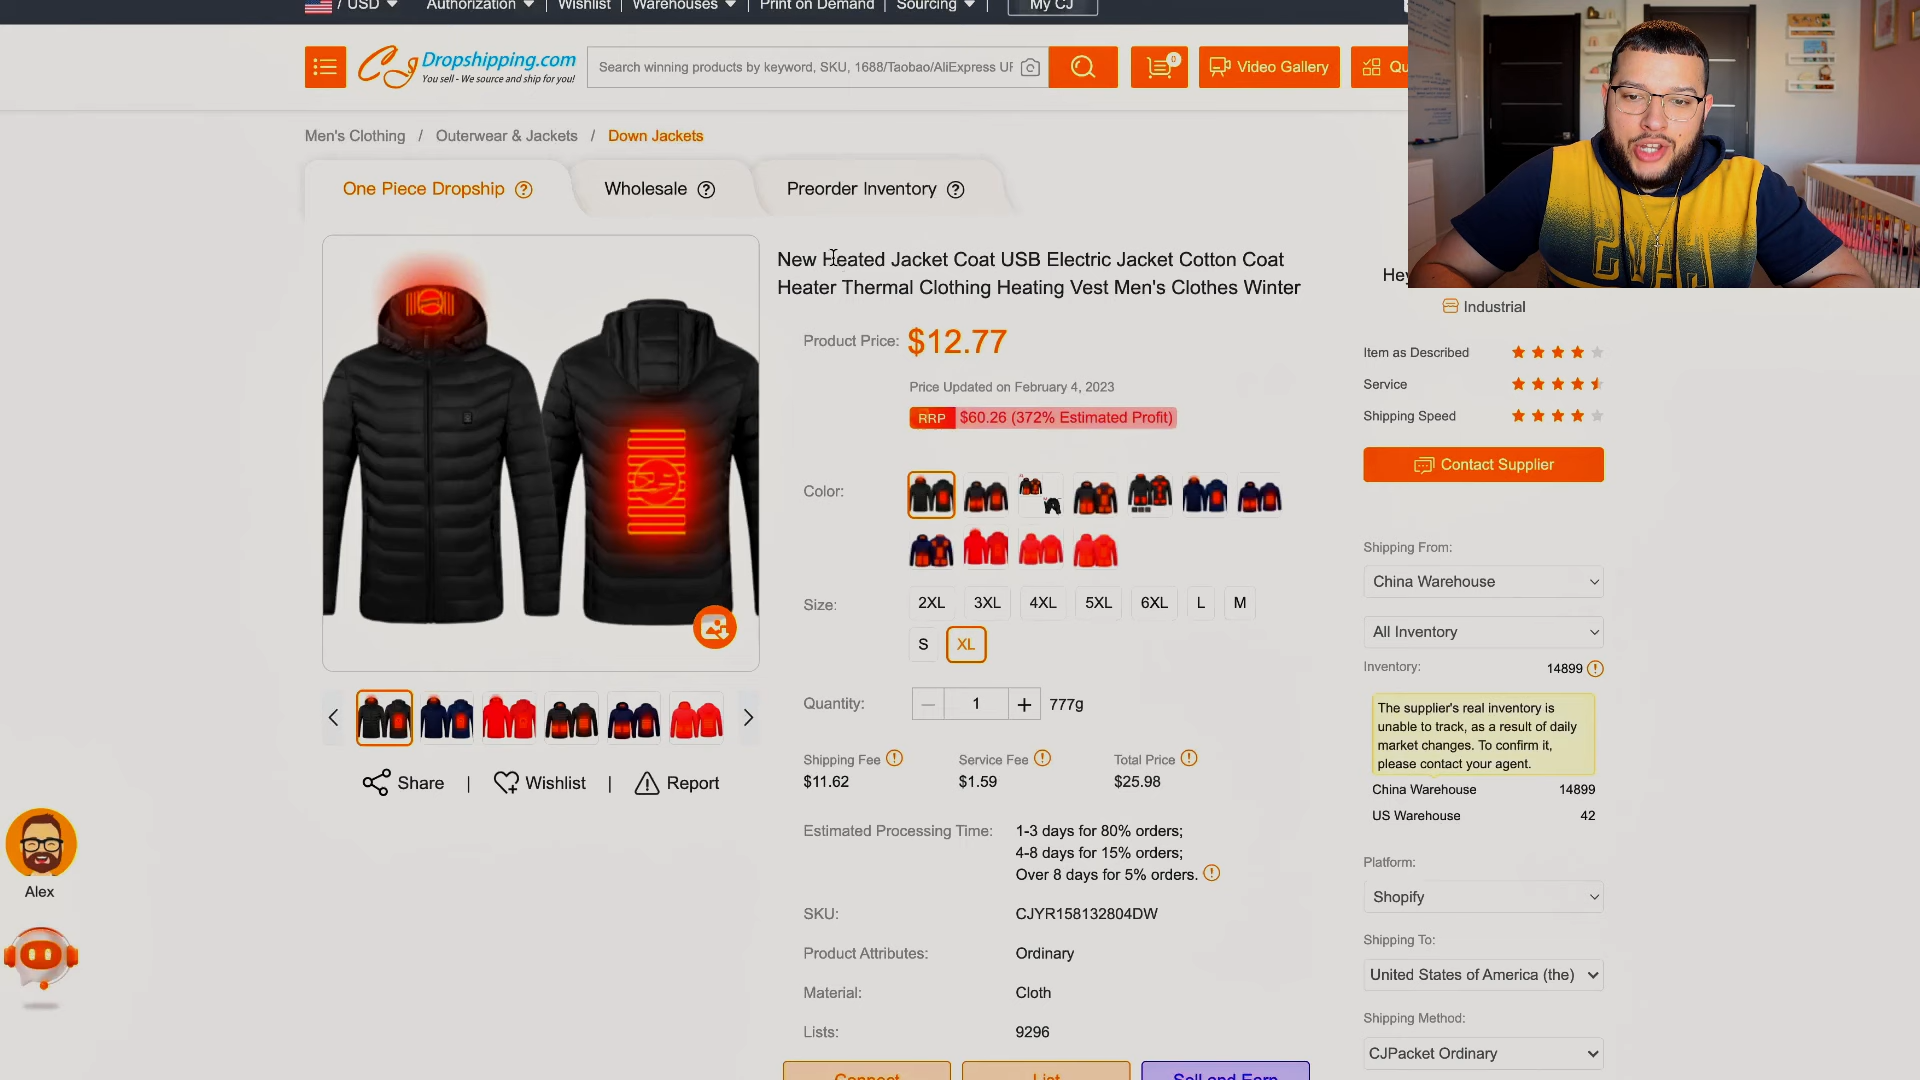 / USD
Authorization
Wishlist
Warehouses
Print on Demand
Sourcing
My CJ
CJ Dropshipping.com
You sell - We source and ship for you!
Search winning products by keyword, SKU, 1688/Taobao/AliExpress
0
Video Gallery
Men's Clothing / Outerwear & Jackets / Down Jackets
One Piece Dropship ?
Wholesale ?
Preorder Inventory ?
New Heated Jacket Coat USB Electric Jacket Cotton Coat
Heater Thermal Clothing Heating Vest Men's Clothes Winter
Product Price: $12.77
Price Updated on February 4, 2023
RRP $60.26 (372% Estimated Profit)
Color:
Size:
2XL 3XL 4XL 5XL 6XL L M
S XL
Quantity: 1 777g
Shipping Fee Service Fee Total Price
$11.62 $1.59 $25.98
Estimated Processing Time: 1-3 days for 80% orders;
4-8 days for 15% orders;
Over 8 days for 5% orders.
SKU: CJYR158132804DW
Product Attributes: Ordinary
Material: Cloth
Lists: 9296
Connect
List
Sell and Earn
Share | Wishlist | Report
Alex
Industrial
Item as Described
Service
Shipping Speed
Contact Supplier
Shipping From:
China Warehouse
All Inventory
Inventory: 14899
The supplier's real inventory is
unable to track, as a result of daily
market changes. To confirm it,
please contact your agent.
China Warehouse 14899
US Warehouse 42
Platform:
Shopify
Shipping To:
United States of America (the)
Shipping Method:
CJPacket Ordinary